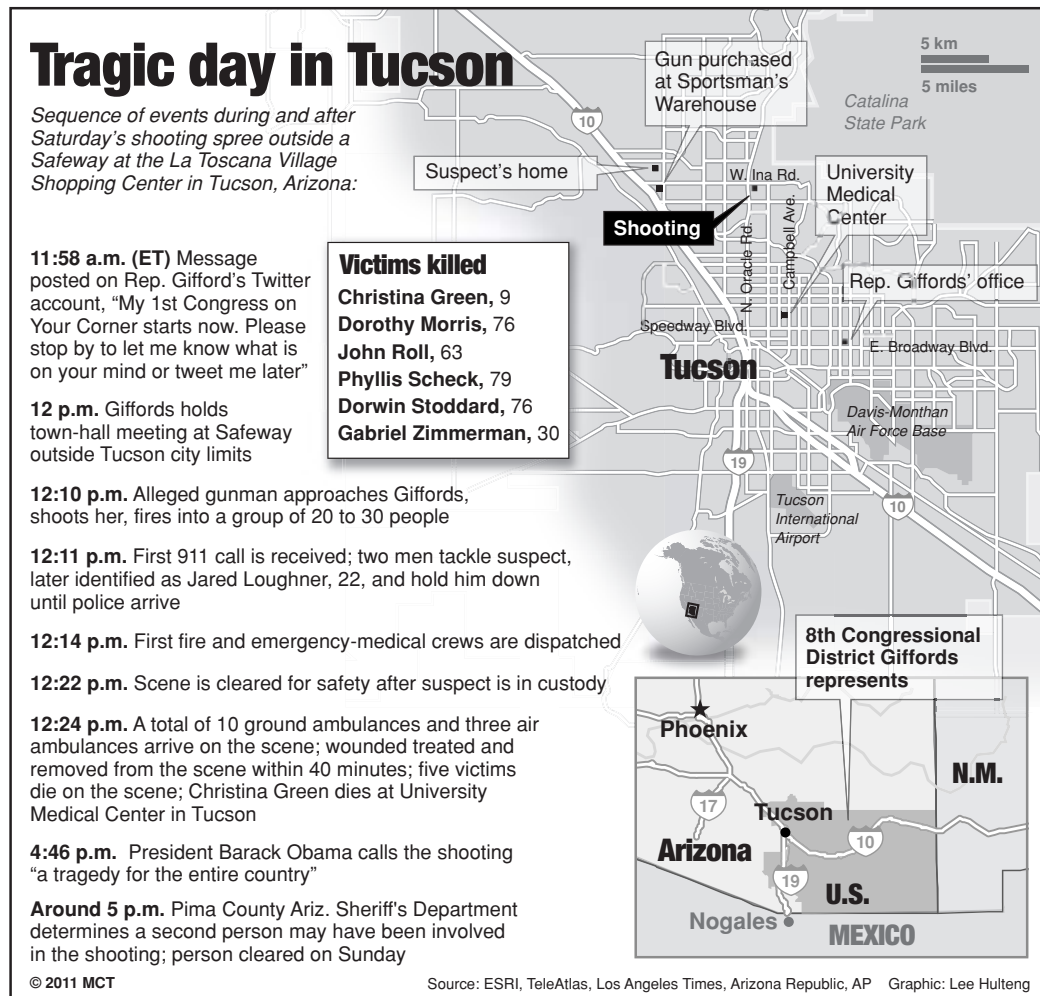 Tragic day in Tucson
Sequence of events during and after
Saturday's shooting spree outside a
Safeway at the La Toscana Village
Shopping Center in Tucson, Arizona:
11:58 a.m. (ET) Message
posted on Rep. Gifford's Twitter
account, “My 1st Congress on
Your Corner starts now. Please
stop by to let me know what is
on your mind or tweet me later”
12 p.m. Giffords holds
town-hall meeting at Safeway
outside Tucson city limits
12:10 p.m. Alleged gunman approaches Giffords,
shoots her, fires into a group of 20 to 30 people
12:11 p.m. First 911 call is received; two men tackle suspect,
later identified as Jared Loughner, 22, and hold him down
until police arrive
12:14 p.m. First fire and emergency-medical crews are dispatched
12:22 p.m. Scene is cleared for safety after suspect is in custody
12:24 p.m. A total of 10 ground ambulances and three air
ambulances arrive on the scene; wounded treated and
removed from the scene within 40 minutes; five victims
die on the scene; Christina Green dies at University
Medical Center in Tucson
4:46 p.m. President Barack Obama calls the shooting
“a tragedy for the entire country”
Around 5 p.m. Pima County Ariz. Sheriff's Department
determines a second person may have been involved
in the shooting; person cleared on Sunday
Victims killed
Christina Green, 9
Dorothy Morris, 76
John Roll, 63
Phyllis Scheck, 79
Dorwin Stoddard, 76
Gabriel Zimmerman, 30
5 km
5 miles
Gun purchased
at Sportsman's
Warehouse
Catalina
State Park
10
Suspect's home
W. Ina Rd.
University
Medical
Center
Shooting
N. Oracle Rd.
Campbell Ave.
Rep. Giffords' office
Speedway Blvd.
E. Broadway Blvd.
Tucson
Davis-Monthan
Air Force Base
19
Tucson
International
Airport
10
8th Congressional
District Giffords
represents
Phoenix
N.M.
17
Tucson
10
Arizona
19
U.S.
Nogales
MEXICO
© 2011 MCT
Source: ESRI, TeleAtlas, Los Angeles Times, Arizona Republic, AP Graphic: Lee Hulteng